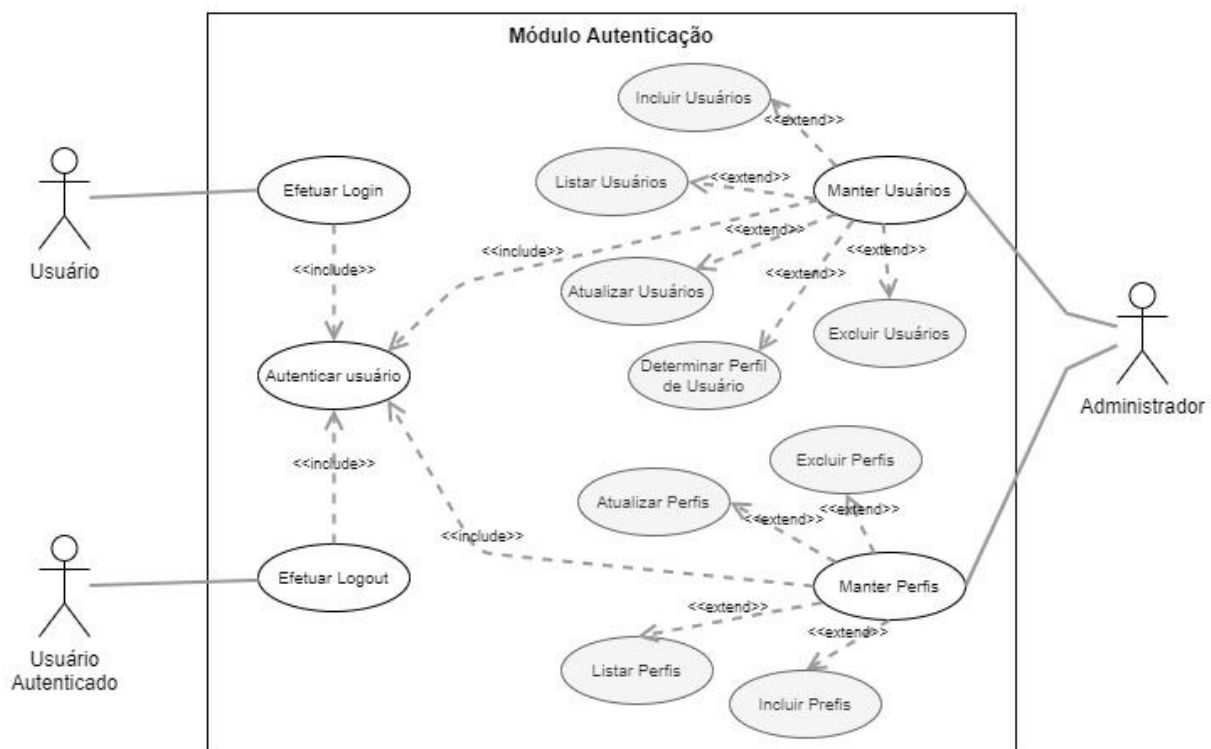 Módulo Autenticação
Incluir Usuários
<<extend>>
Listar Usuários
<<extend>>
Manter Usuários
Efetuar Login
Usuário
<<include>>
<<extend>>
<<extend>>
<<include>>
<<extend>>
Atualizar Usuários
Excluir Usuários
Determinar Perfil
de Usuário
Autenticar usuário
Administrador
<<include>>
Excluir Perfis
Atualizar Perfis
<<extend>>
<<extend>>
<<include>>
Efetuar Logout
Manter Perfis
<<extend>>
<<extend>>
Usuário
Autenticado
Listar Perfis
Incluir Prefis